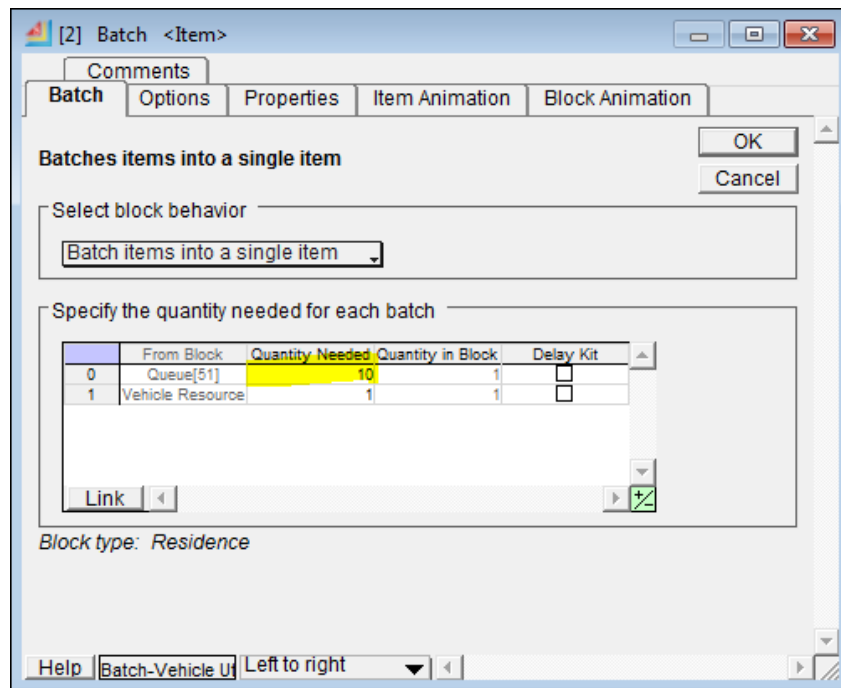 [2] Batch <Item>
Comments
Batch Options Properties Item Animation Block Animation
OK
Batches items into a single item
Cancel
Select block behavior
Batch items into a single item
Specify the quantity needed for each batch
From Block Quantity Needed Quantity in Block Delay Kit
0 Queue[51] 10 1
1 Vehicle Resource 1 1
Link
Block type: Residence
Help Batch-Vehicle Ut Left to right